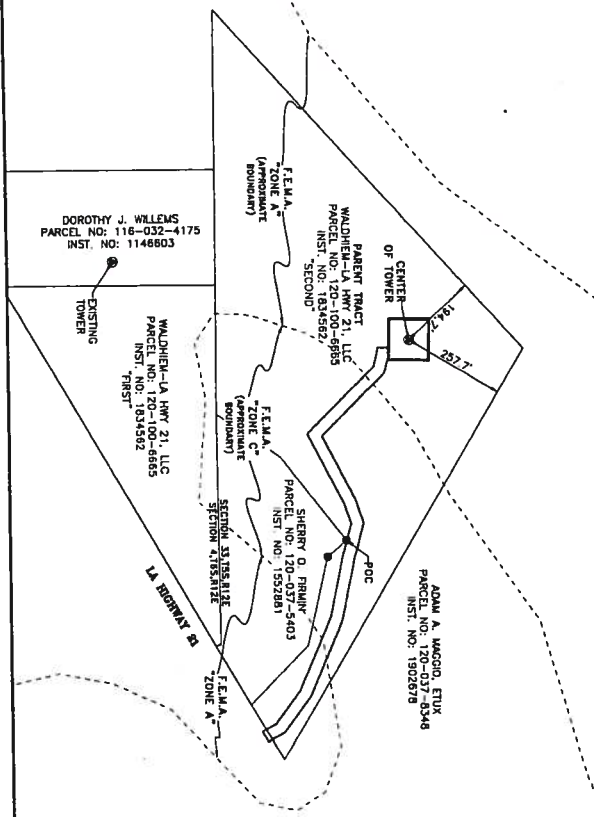 F.E.M.A.
"ZONE A"
(APPROXIMATE
BOUNDARY)
CENTER
OF TOWER
194.7'
257.7'
PARENT TRACT
WALDHIEM-LA HWY 21, LLC
PARCEL NO: 120-100-6665
INST. NO: 1834562
"SECOND"
DOROTHY J. WILLEMS
PARCEL NO: 116-032-4175
INST. NO: 1146603
EXISTING
TOWER
WALDHIEM-LA HWY 21, LLC
PARCEL NO: 120-100-6665
INST. NO: 1834562
"FIRST"
F.E.M.A.
"ZONE C"
(APPROXIMATE
BOUNDARY)
SHERRY O. FIRMIN
PARCEL NO: 120-037-5403
INST. NO: 1552881
POC
ADAM A. MAGGIO, ETUX
PARCEL NO: 120-037-8348
INST. NO: 1902678
SECTION 33,T5S,R12E
SECTION 4,T6S,R12E
LA HIGHWAY 21
F.E.M.A.
"ZONE A"